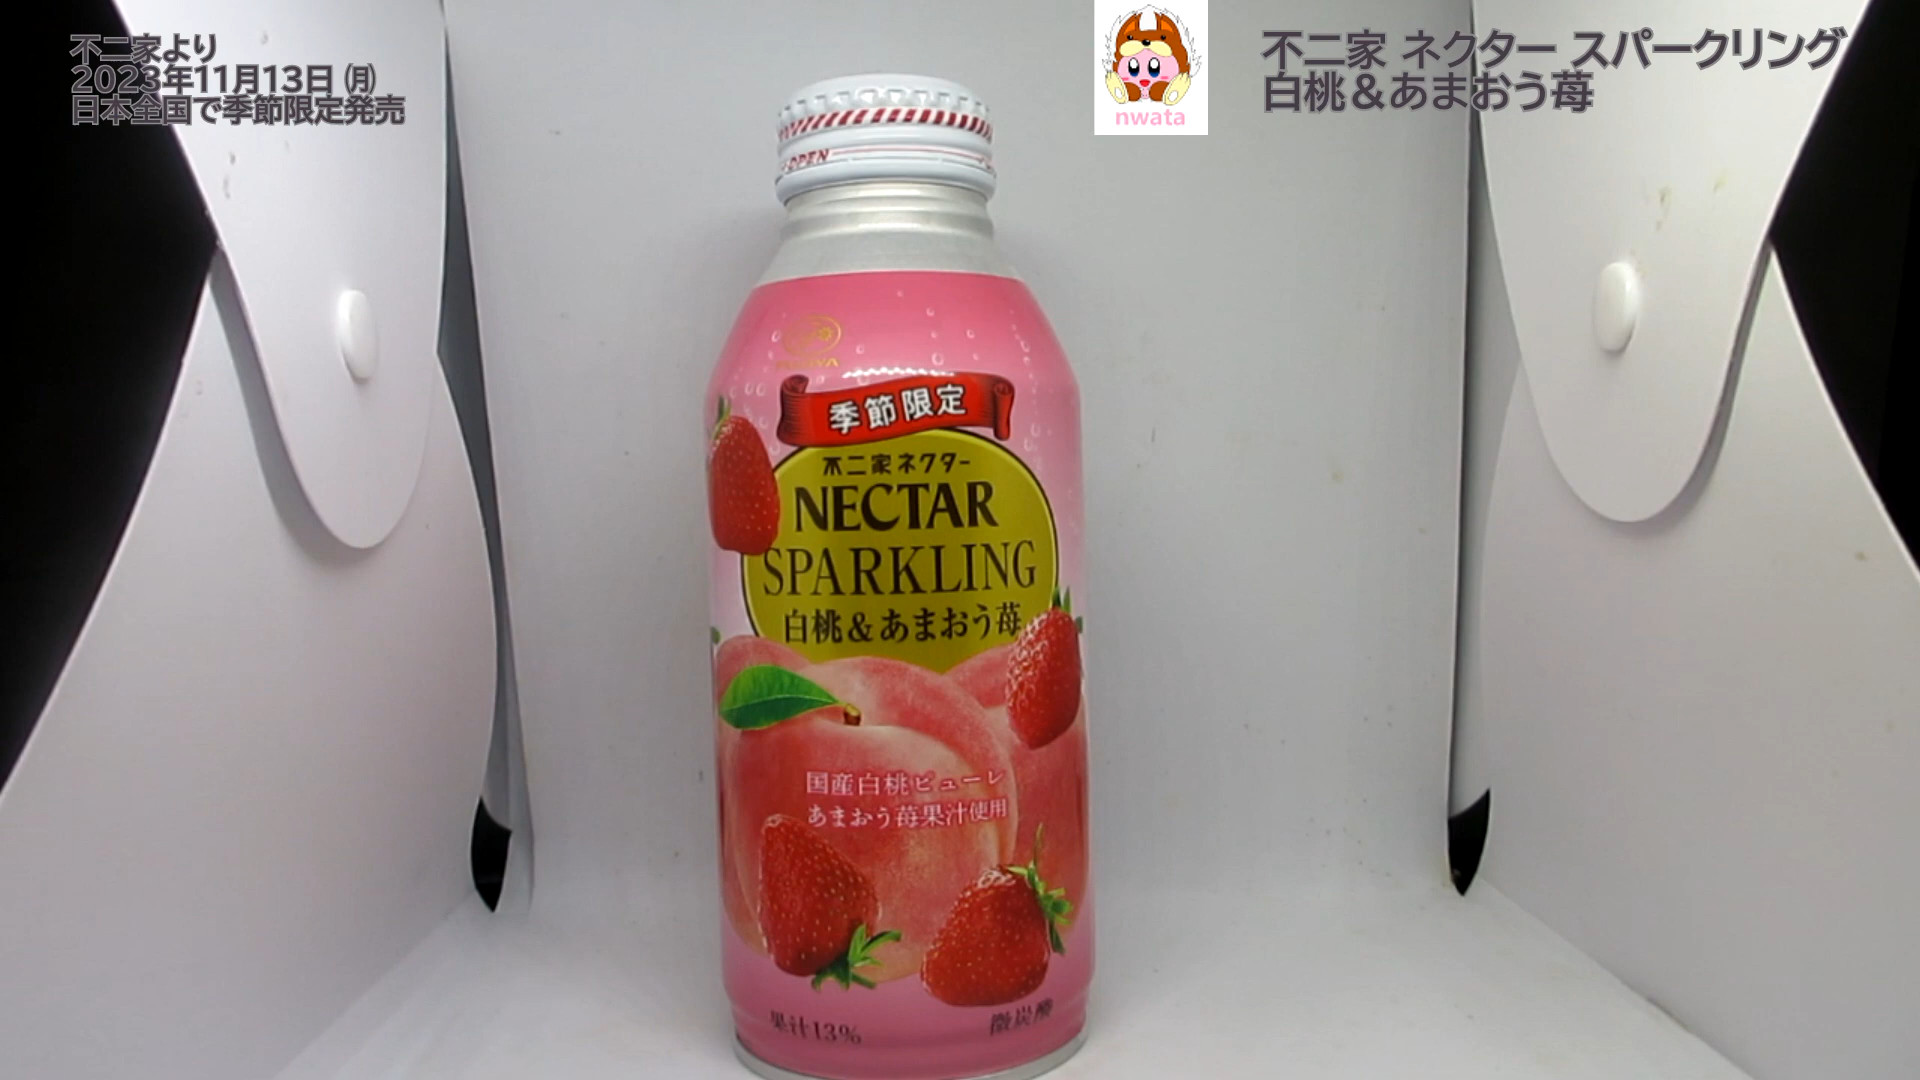 不二家より
2023年11月13日 ㈪
日本全国で季節限定発売
nwata
不二家 ネクター スパークリング
白桃＆あまおう苺
OPEN
季節限定
不二家ネクター
NECTAR
SPARKLING
白桃＆あまおう苺
国産白桃ピューレ
あまおう苺果汁使用
果汁13%
微炭酸